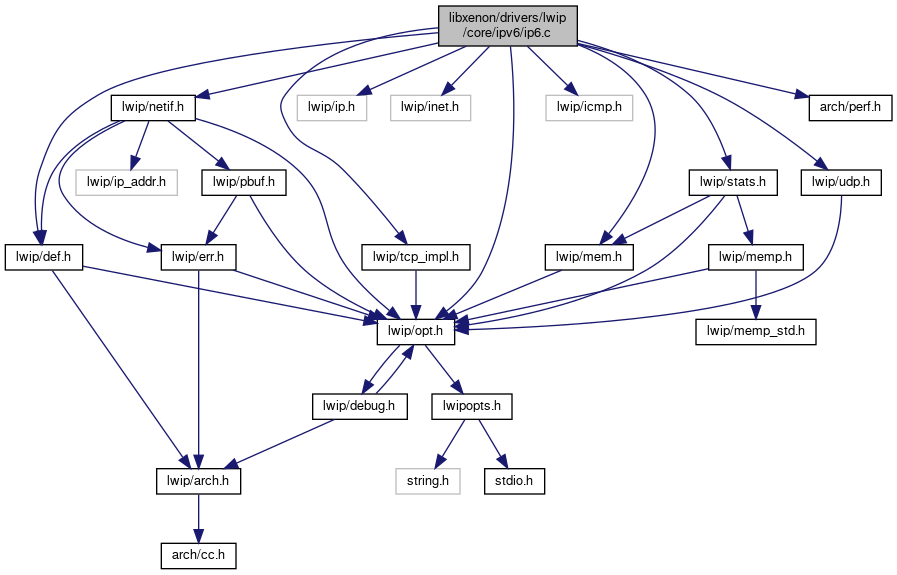 libxenon/drivers/lwip
/core/ipv6/ip6.c
lwip/netif.h
lwip/ip.h
lwip/inet.h
lwip/icmp.h
arch/perf.h
lwip/ip_addr.h
lwip/pbuf.h
lwip/stats.h
lwip/udp.h
lwip/def.h
lwip/err.h
lwip/tcp_impl.h
lwip/mem.h
lwip/memp.h
lwip/opt.h
lwip/memp_std.h
lwip/debug.h
lwipopts.h
lwip/arch.h
string.h
stdio.h
arch/cc.h